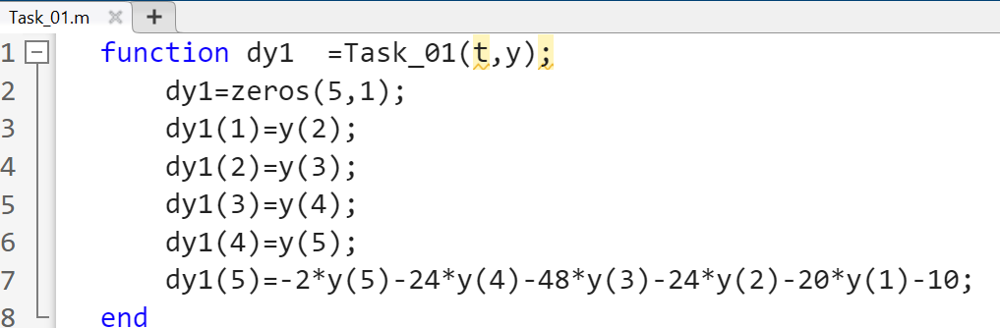 Task_01.m
1 function dy1 =Task_01(t,y);
2 dy1=zeros(5,1);
3 dy1(1)=y(2);
4 dy1(2)=y(3);
5 dy1(3)=y(4);
6 dy1(4)=y(5);
7 dy1(5)=-2*y(5)-24*y(4)-48*y(3)-24*y(2)-20*y(1)-10;
8 end